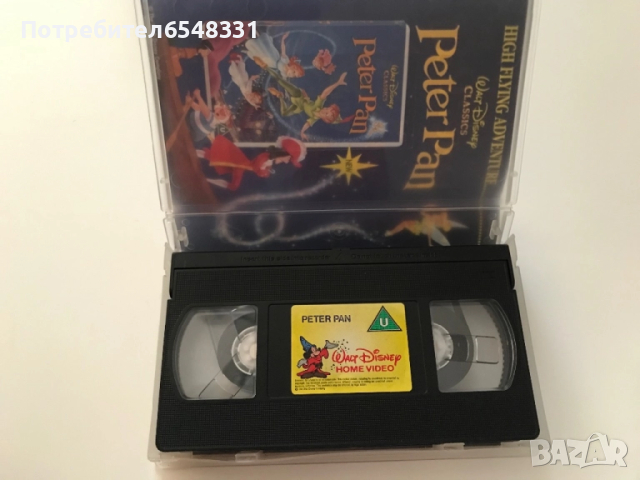 Потребител6548331
HIGH FLYING ADVENTURE
WALT DISNEY
CLASSICS
Peter Pan
WALT DISNEY
CLASSICS
Peter Pan
PETER PAN
U
WALT DISNEY
HOME VIDEO
BAZAR